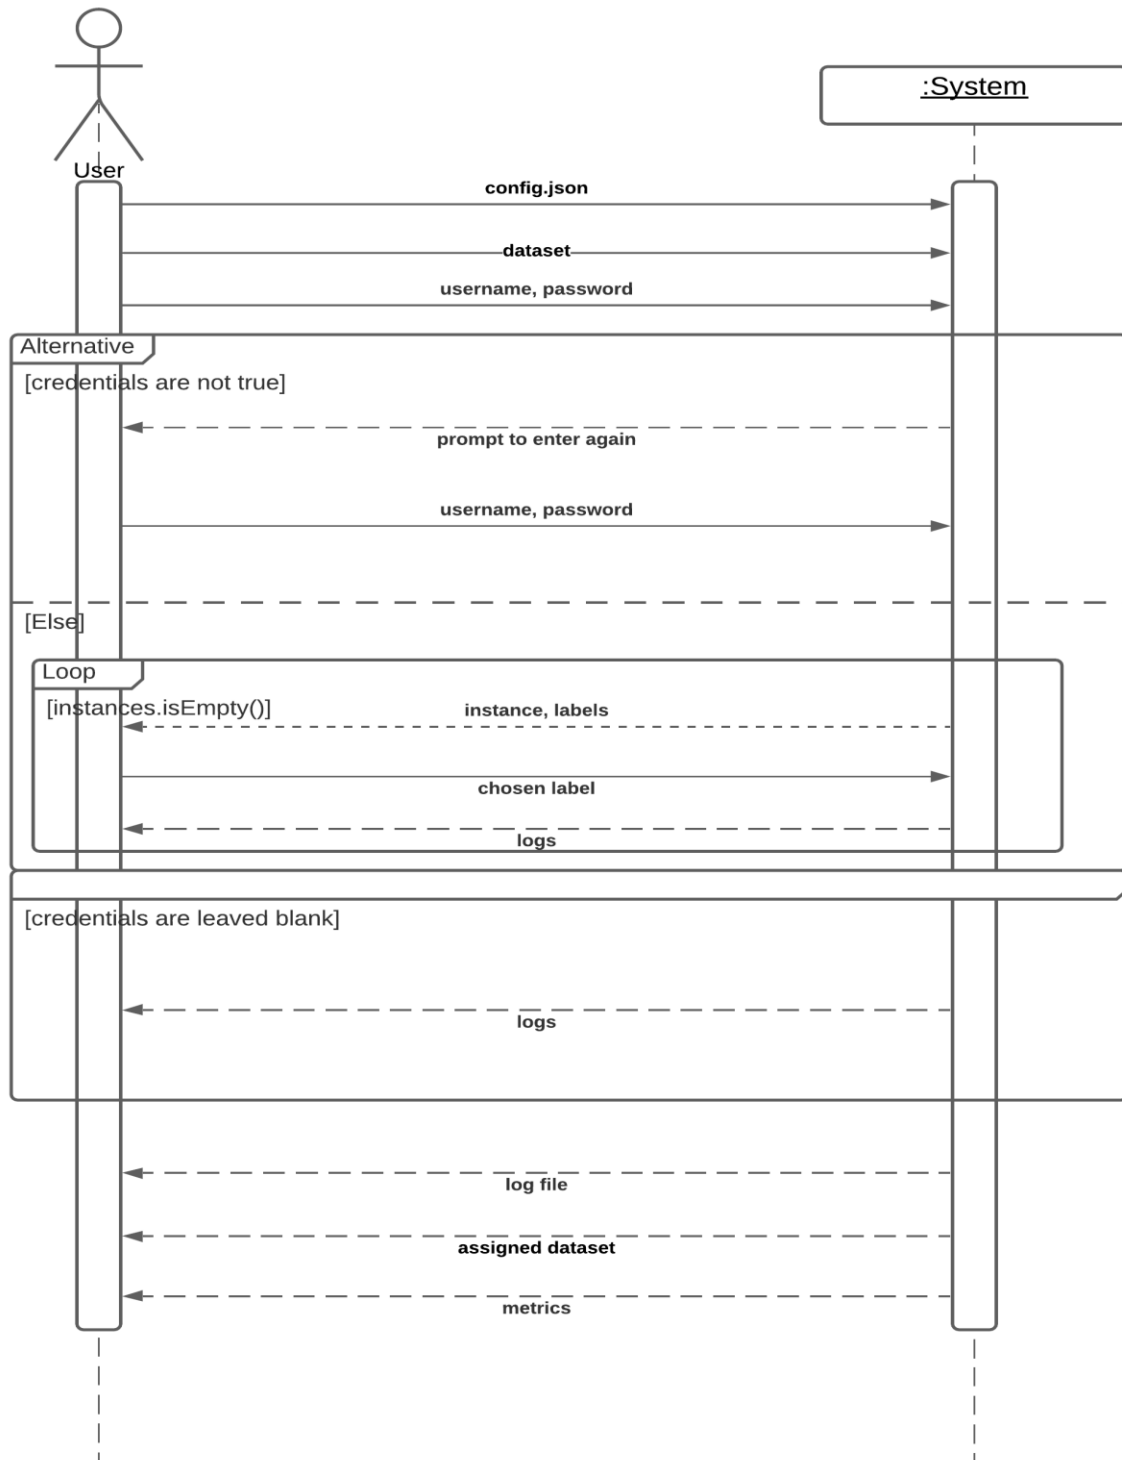 :System
User
config.json
dataset
username, password
Alternative
[credentials are not true]
prompt to enter again
username, password
[Else]
Loop
[instances.isEmpty()]
instance, labels
chosen label
logs
[credentials are leaved blank]
logs
log file
assigned dataset
metrics